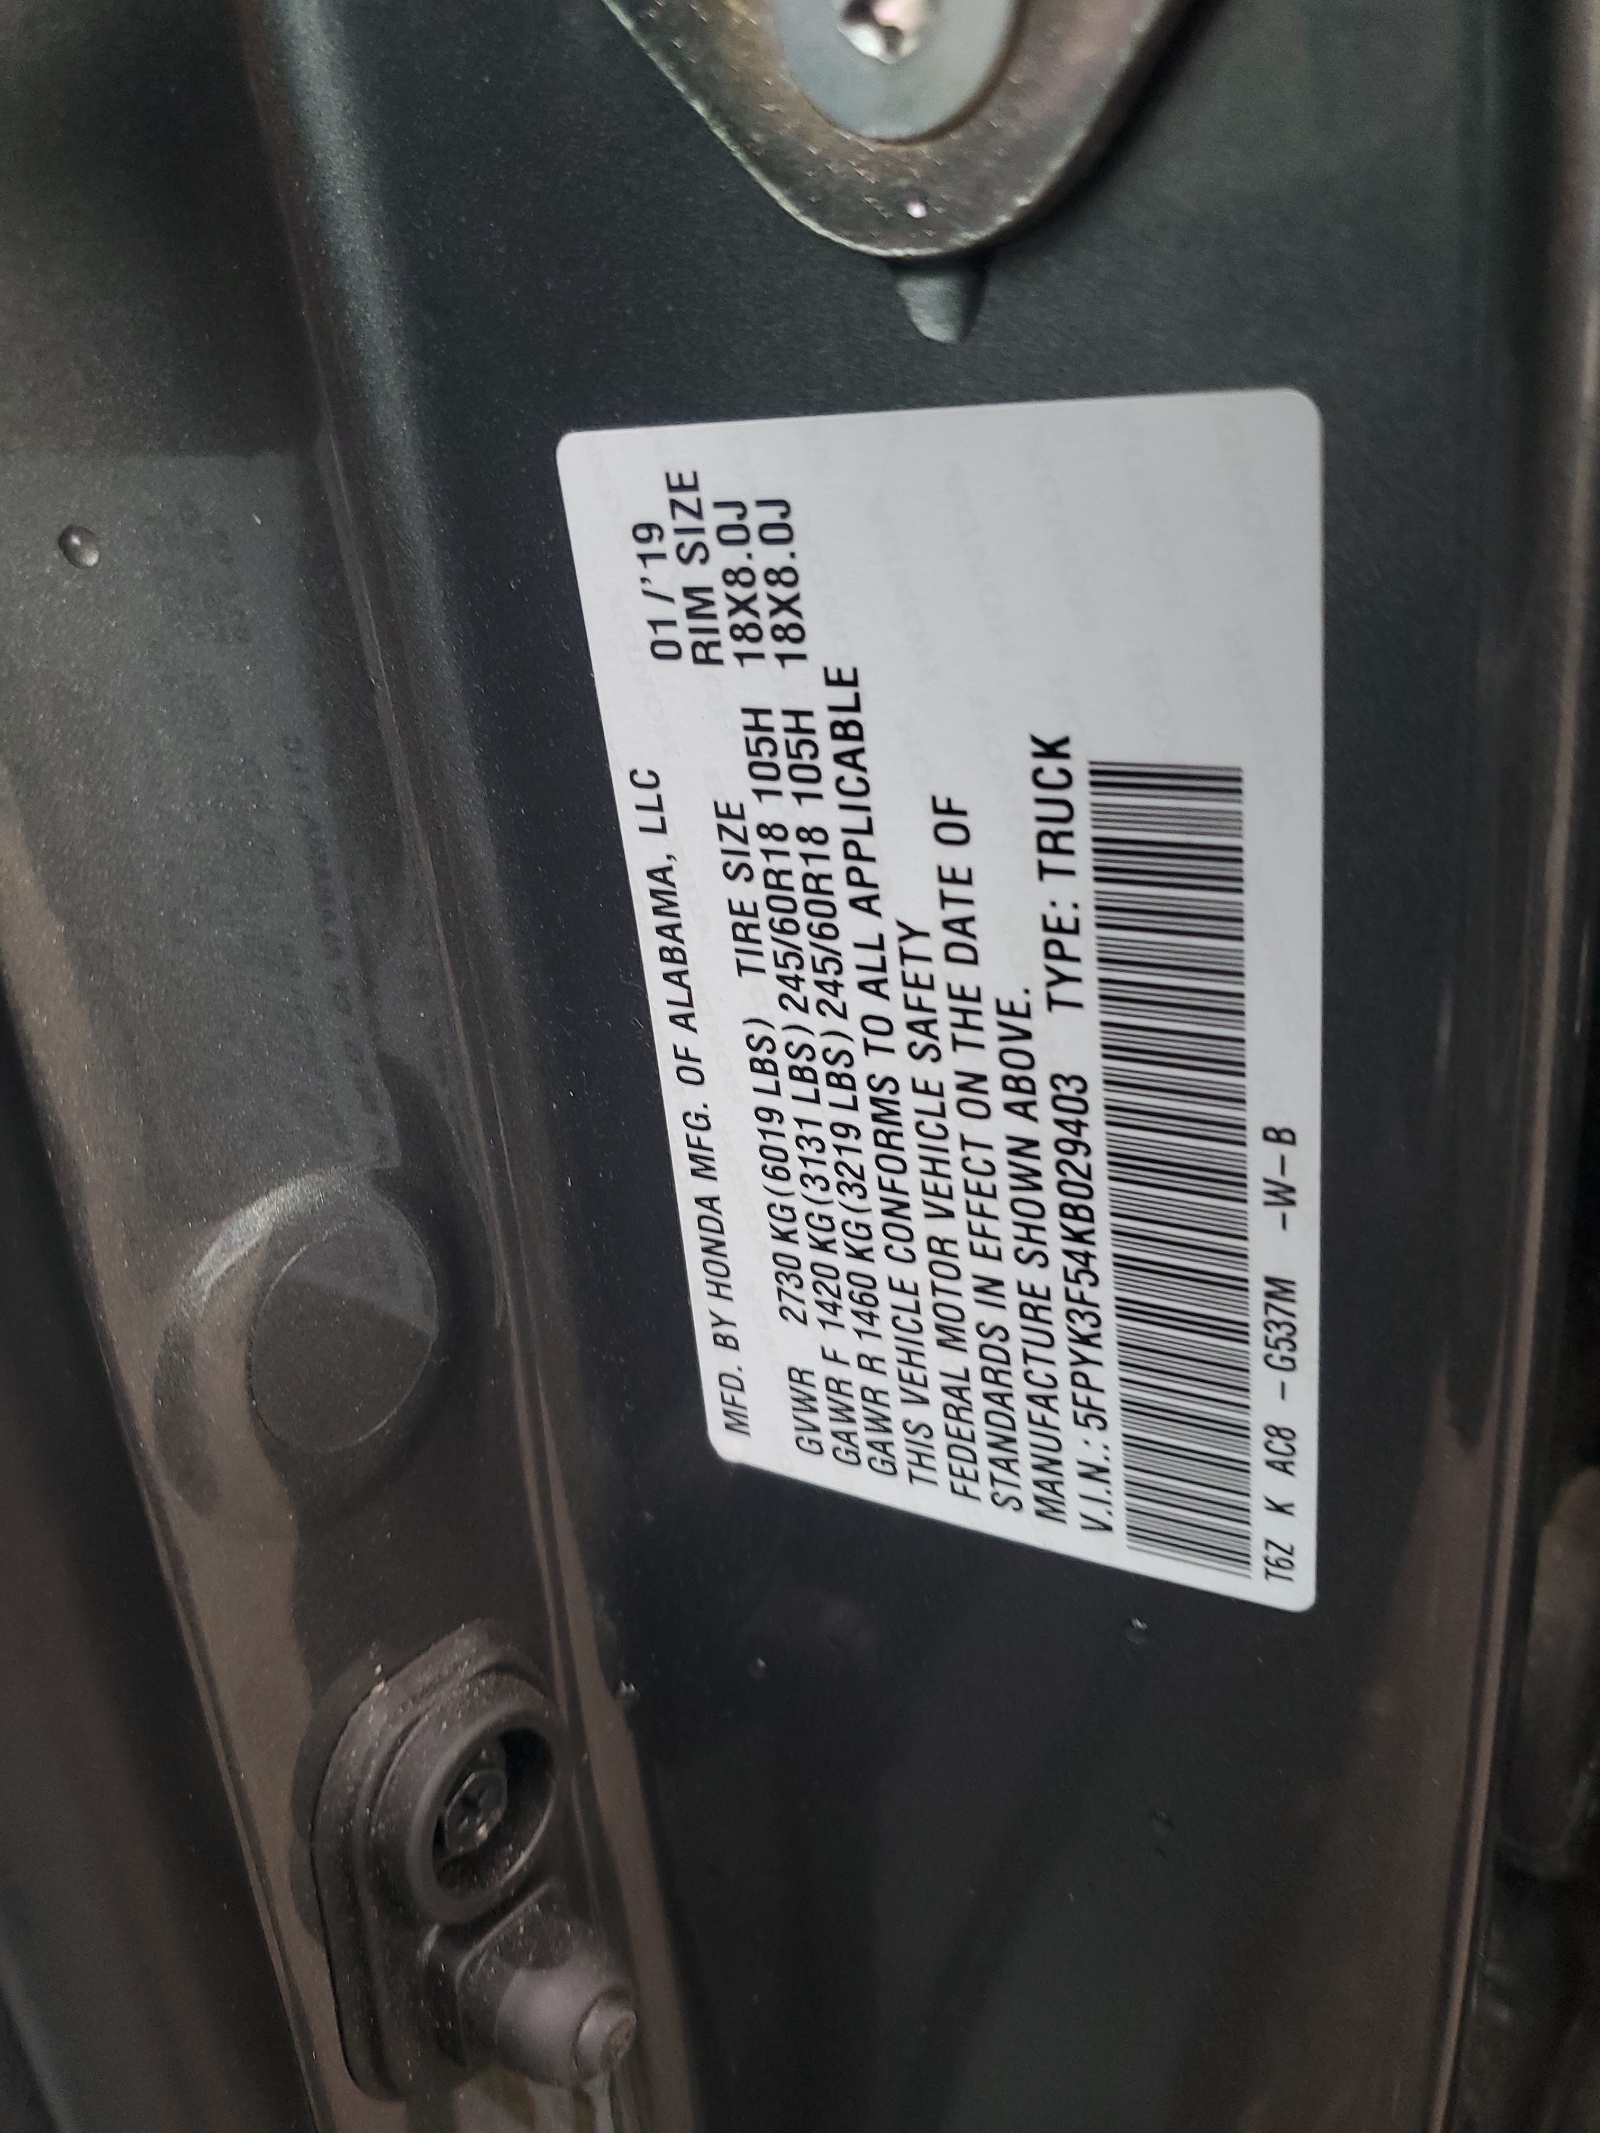 MFD. BY HONDA MFG. OF ALABAMA, LLC 01/'19
TIRE SIZE RIM SIZE
GVWR 2730 KG(6019 LBS)
GAWR F 1420 KG(3131 LBS) 245/60R18 105H 18X8.0J
GAWR R 1460 KG(3219 LBS) 245/60R18 105H 18X8.0J
THIS VEHICLE CONFORMS TO ALL APPLICABLE
FEDERAL MOTOR VEHICLE SAFETY
STANDARDS IN EFFECT ON THE DATE OF
MANUFACTURE SHOWN ABOVE.
V.I.N.: 5FPYK3F54KB029403 TYPE: TRUCK
T6Z K AC8 -G537M -W-B